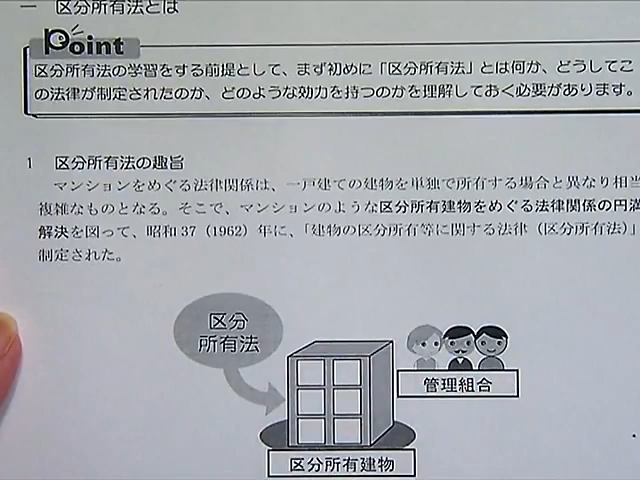 一 区分所有法とは
Point
区分所有法の学習をする前提として、まず初めに「区分所有法」とは何か、どうしてこ
の法律が制定されたのか、どのような効力を持つのかを理解しておく必要があります。
1 区分所有法の趣旨
マンションをめぐる法律関係は、一戸建ての建物を単独で所有する場合と異なり相当
複雑なものとなる。そこで、マンションのような区分所有建物をめぐる法律関係の円満
解決を図って、昭和37(1962)年に、「建物の区分所有等に関する法律(区分所有法)」
制定された。
区分
所有法
管理組合
区分所有建物